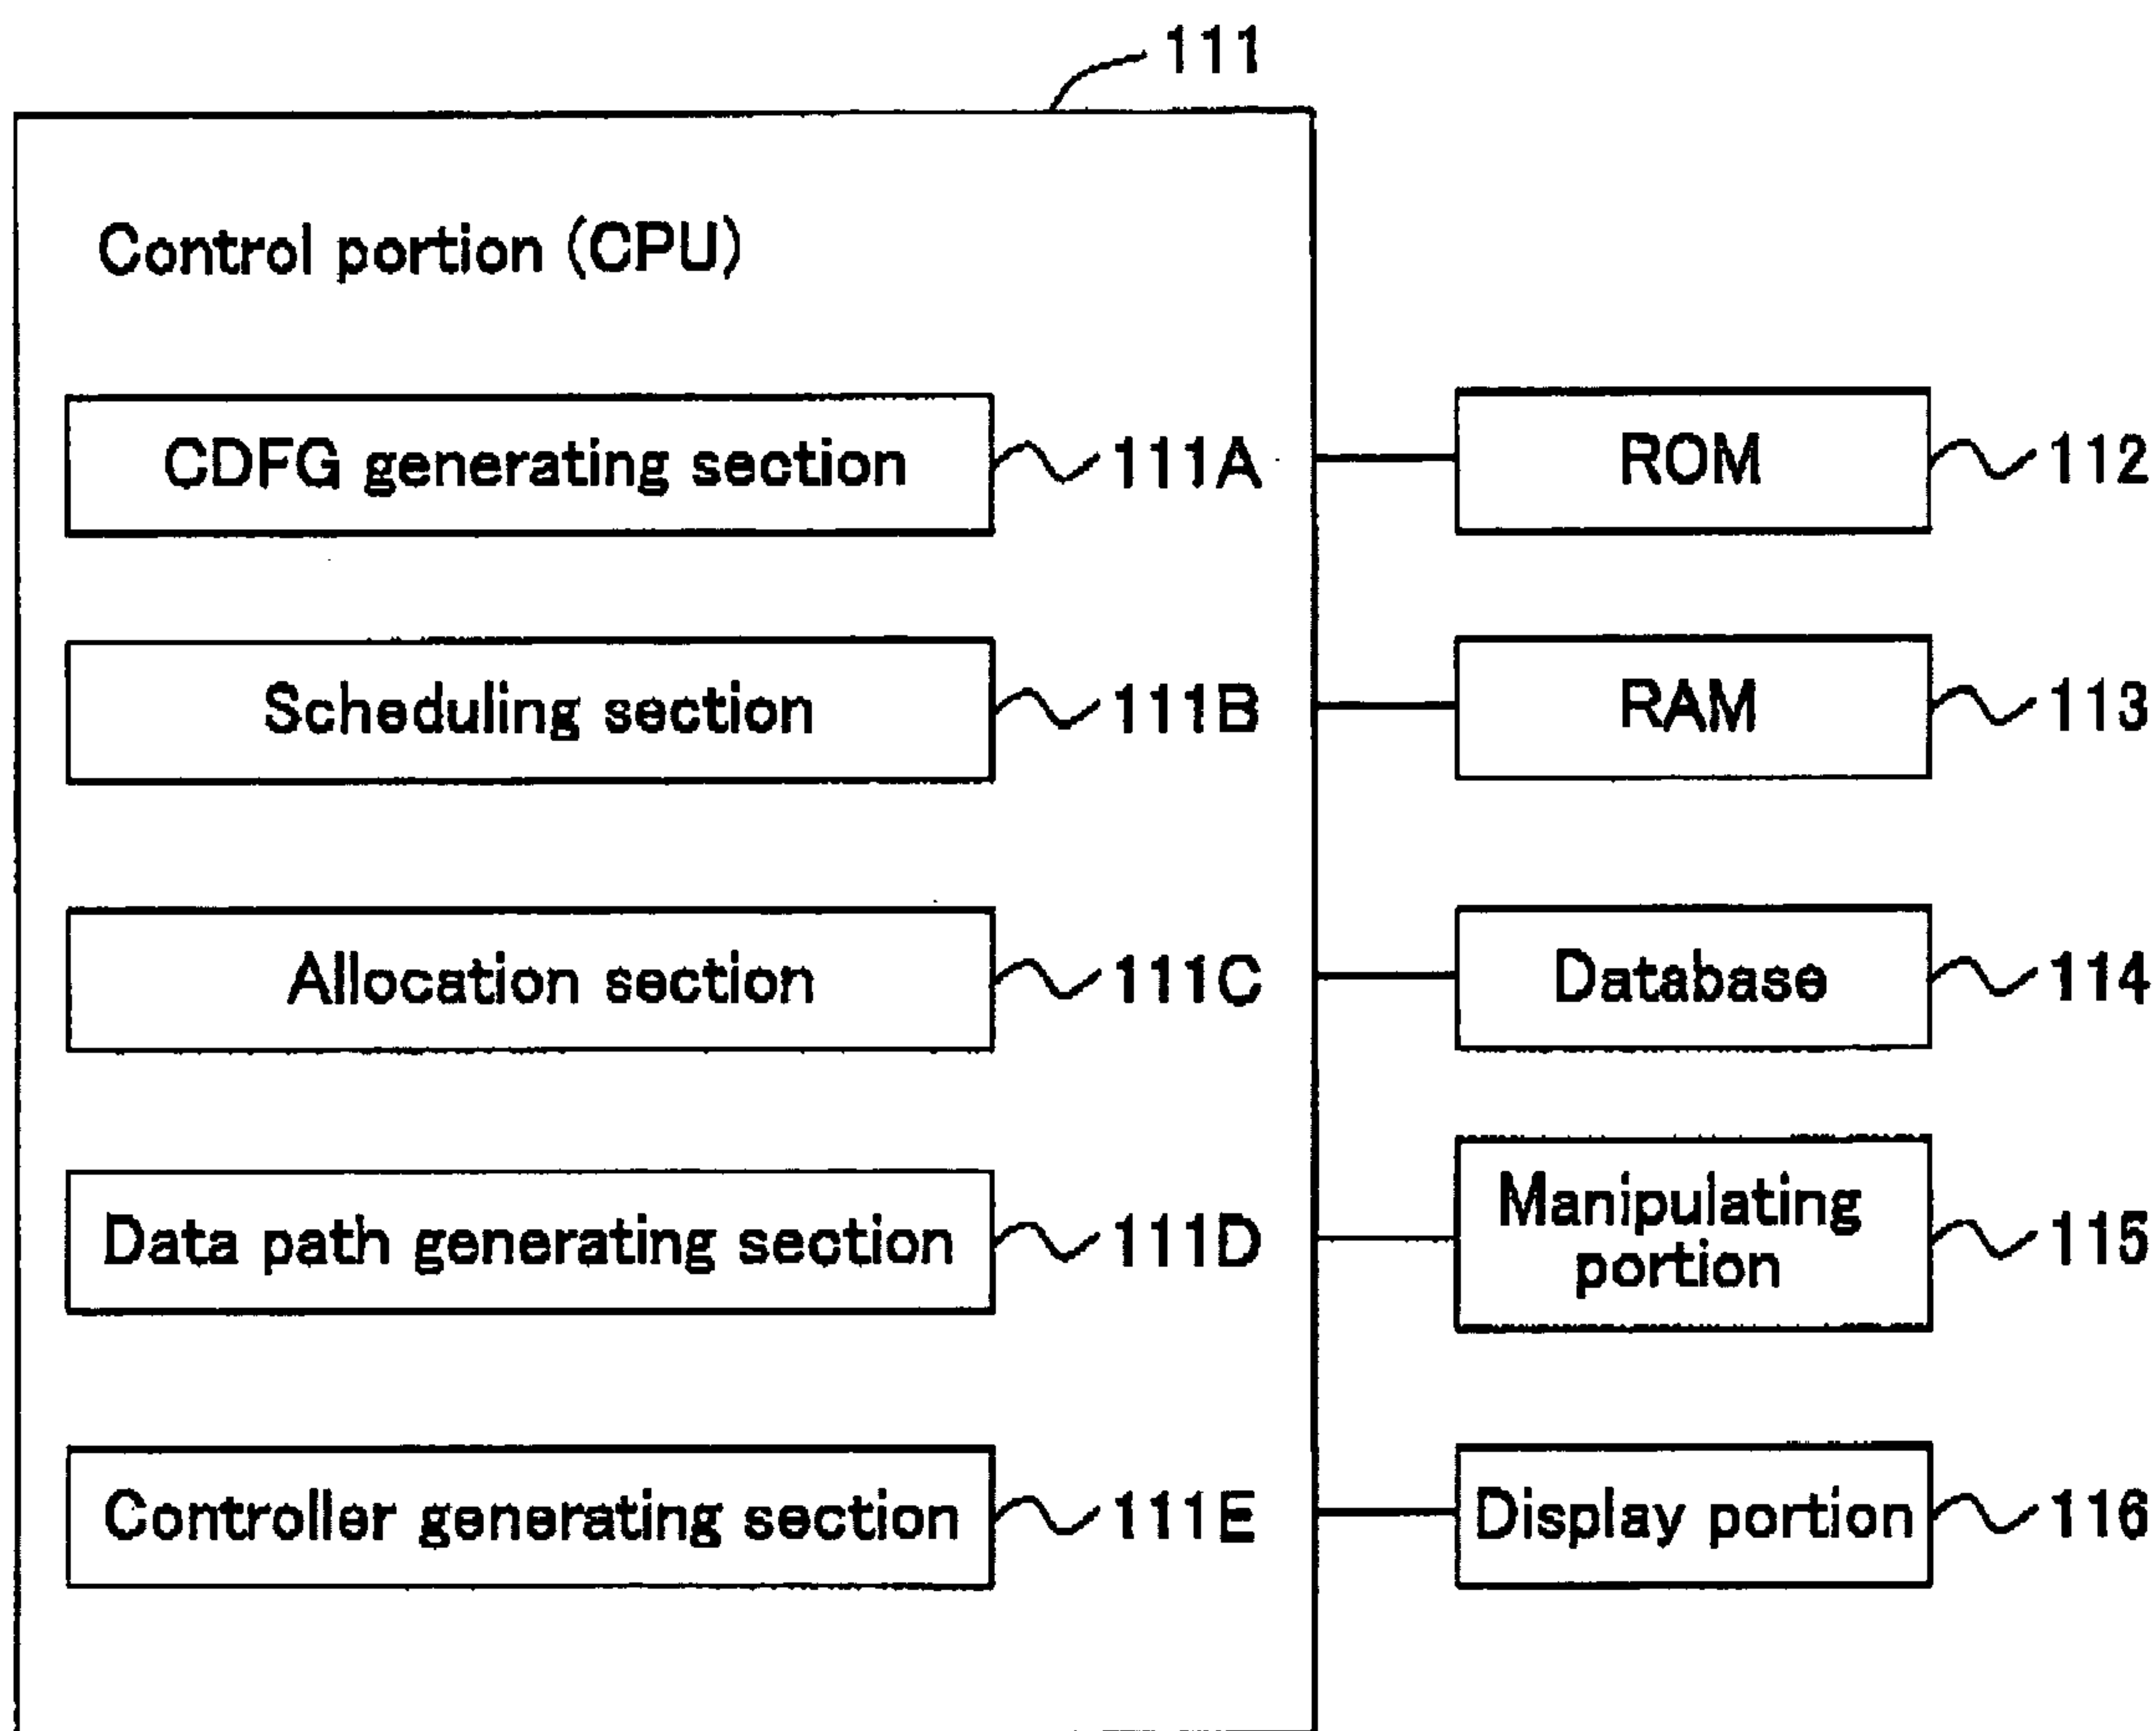 111
Control portion (CPU)
CDFG generating section 111A
ROM 112
Scheduling section 111B
RAM 113
Allocation section 111C
Database 114
Data path generating section 111D
Manipulating
portion 115
Controller generating section 111E
Display portion 116